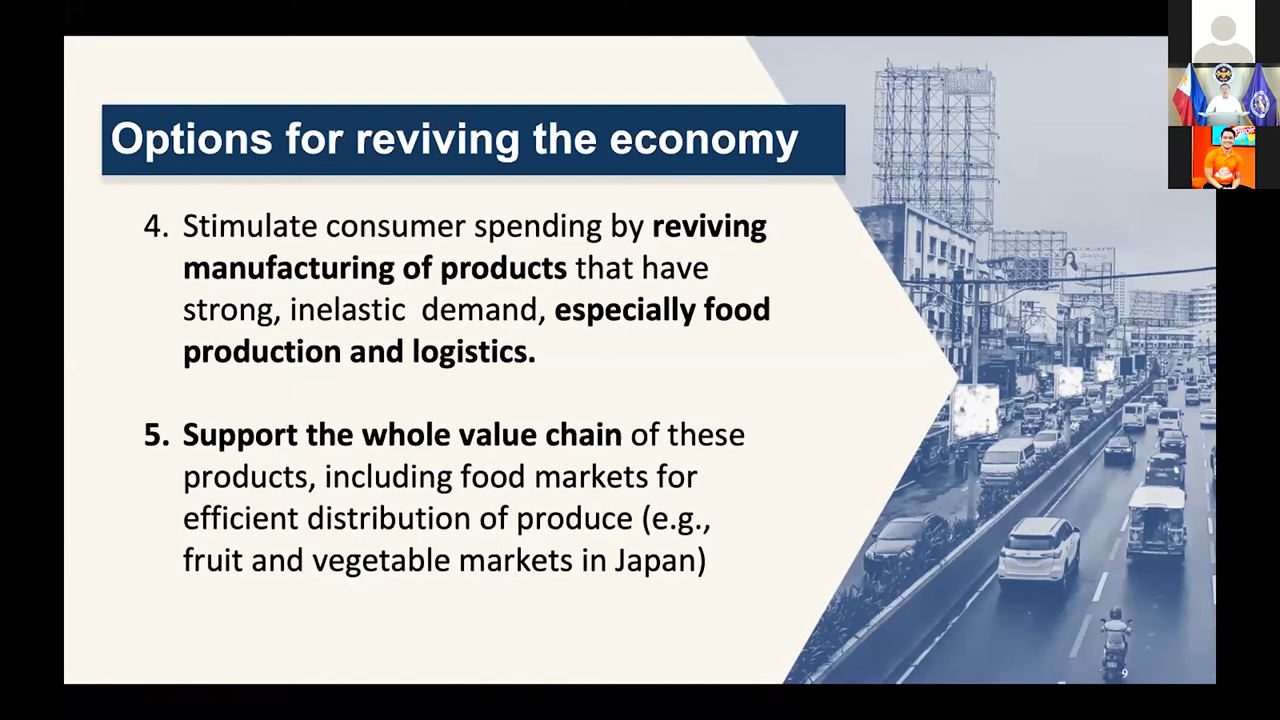 Options for reviving the economy
4. Stimulate consumer spending by reviving
manufacturing of products that have
strong, inelastic  demand, especially food
production and logistics.
5. Support the whole value chain of these
products, including food markets for
efficient distribution of produce (e.g.,
fruit and vegetable markets in Japan)